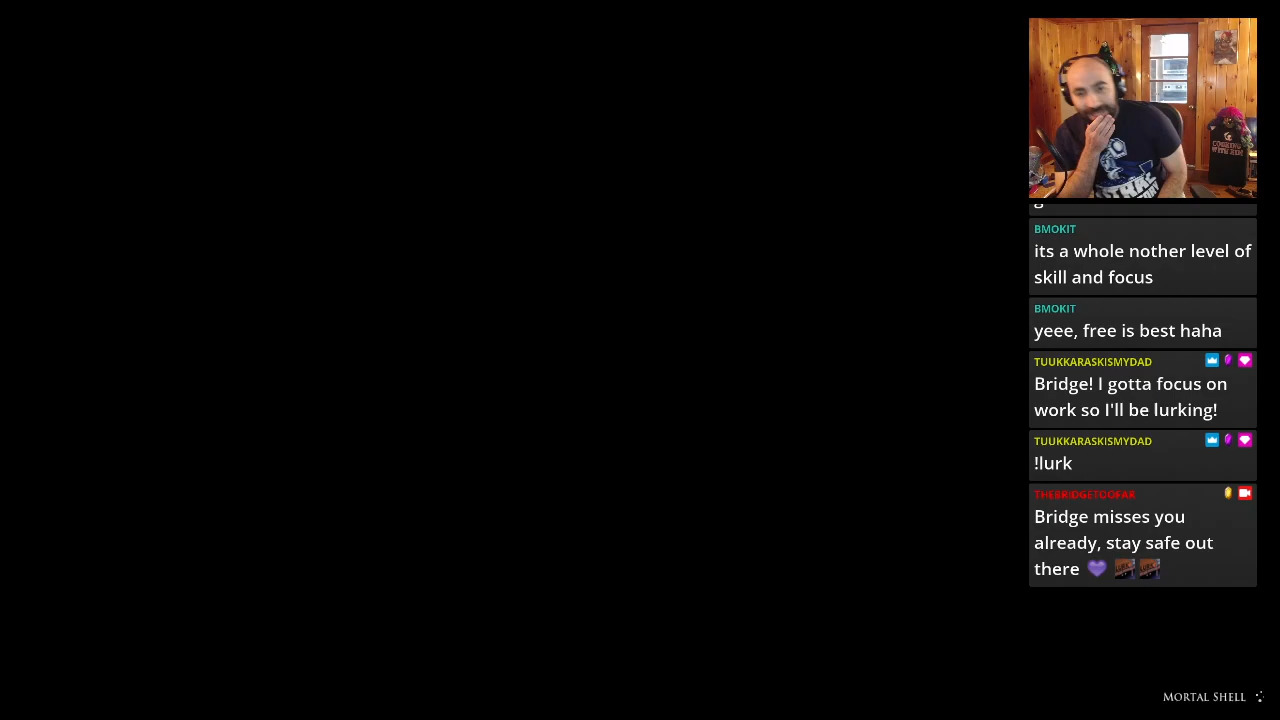 BMOKIT
its a whole nother level of
skill and focus
BMOKIT
yeee, free is best haha
TUUKKARASKISMYDAD
Bridge! I gotta focus on
work so I'll be lurking!
TUUKKARASKISMYDAD
!lurk
THEBRIDGETOOFAR
Bridge misses you
already, stay safe out
there
MORTAL SHELL